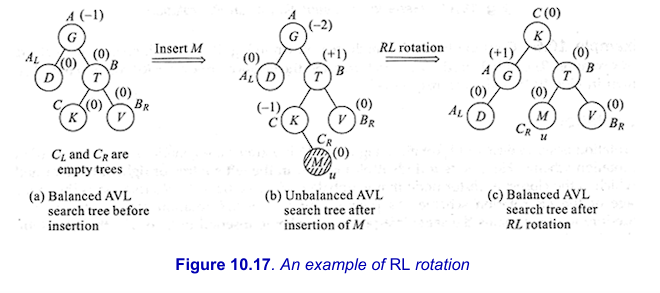 A (−1)
G
A_L (0) (0) B
D T
C (0) (0) B_R
K V
C_L and C_R are
empty trees
(a) Balanced AVL
search tree before
insertion
Insert M
A (−2)
G
(0) (+1)
A_L D T B
(−1) (0)
C K V B_R
C_R
M (0)
u
(b) Unbalanced AVL
search tree after
insertion of M
RL rotation
C (0)
K
(+1) (0)
A G T B
(0) (0) (0)
A_L D M V B_R
C_R u
(c) Balanced AVL
search tree after
RL rotation
Figure 10.17. An example of RL rotation